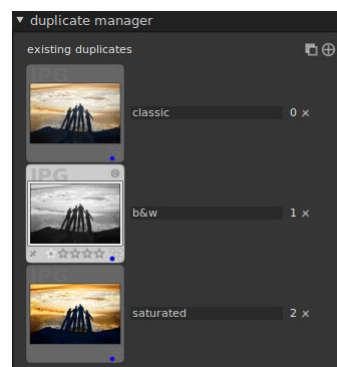 duplicate manager
existing duplicates
JPG
classic 0 ×
JPG
b&w 1 ×
JPG
saturated 2 ×